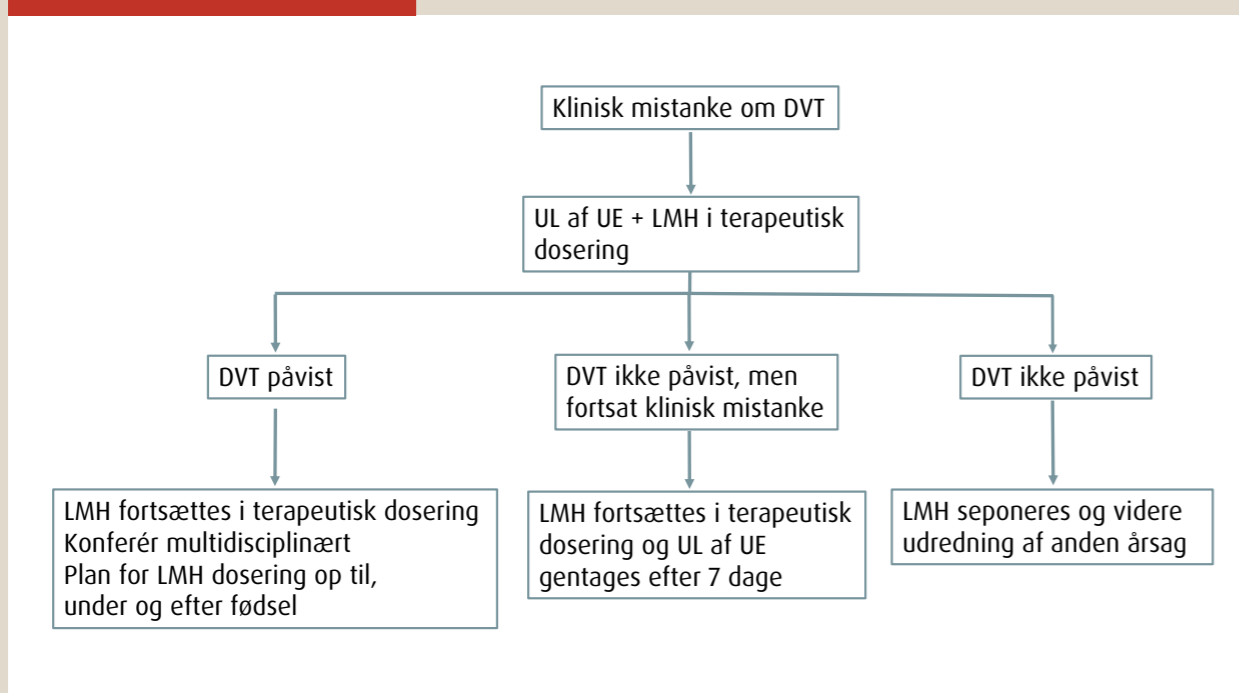 Klinisk mistanke om DVT
UL af UE + LMH i terapeutisk
dosering
DVT påvist
DVT ikke påvist, men
fortsat klinisk mistanke
DVT ikke påvist
LMH fortsættes i terapeutisk dosering
Konferér multidisciplinært
Plan for LMH dosering op til,
under og efter fødsel
LMH fortsættes i terapeutisk
dosering og UL af UE
gentages efter 7 dage
LMH seponeres og videre
udredning af anden årsag